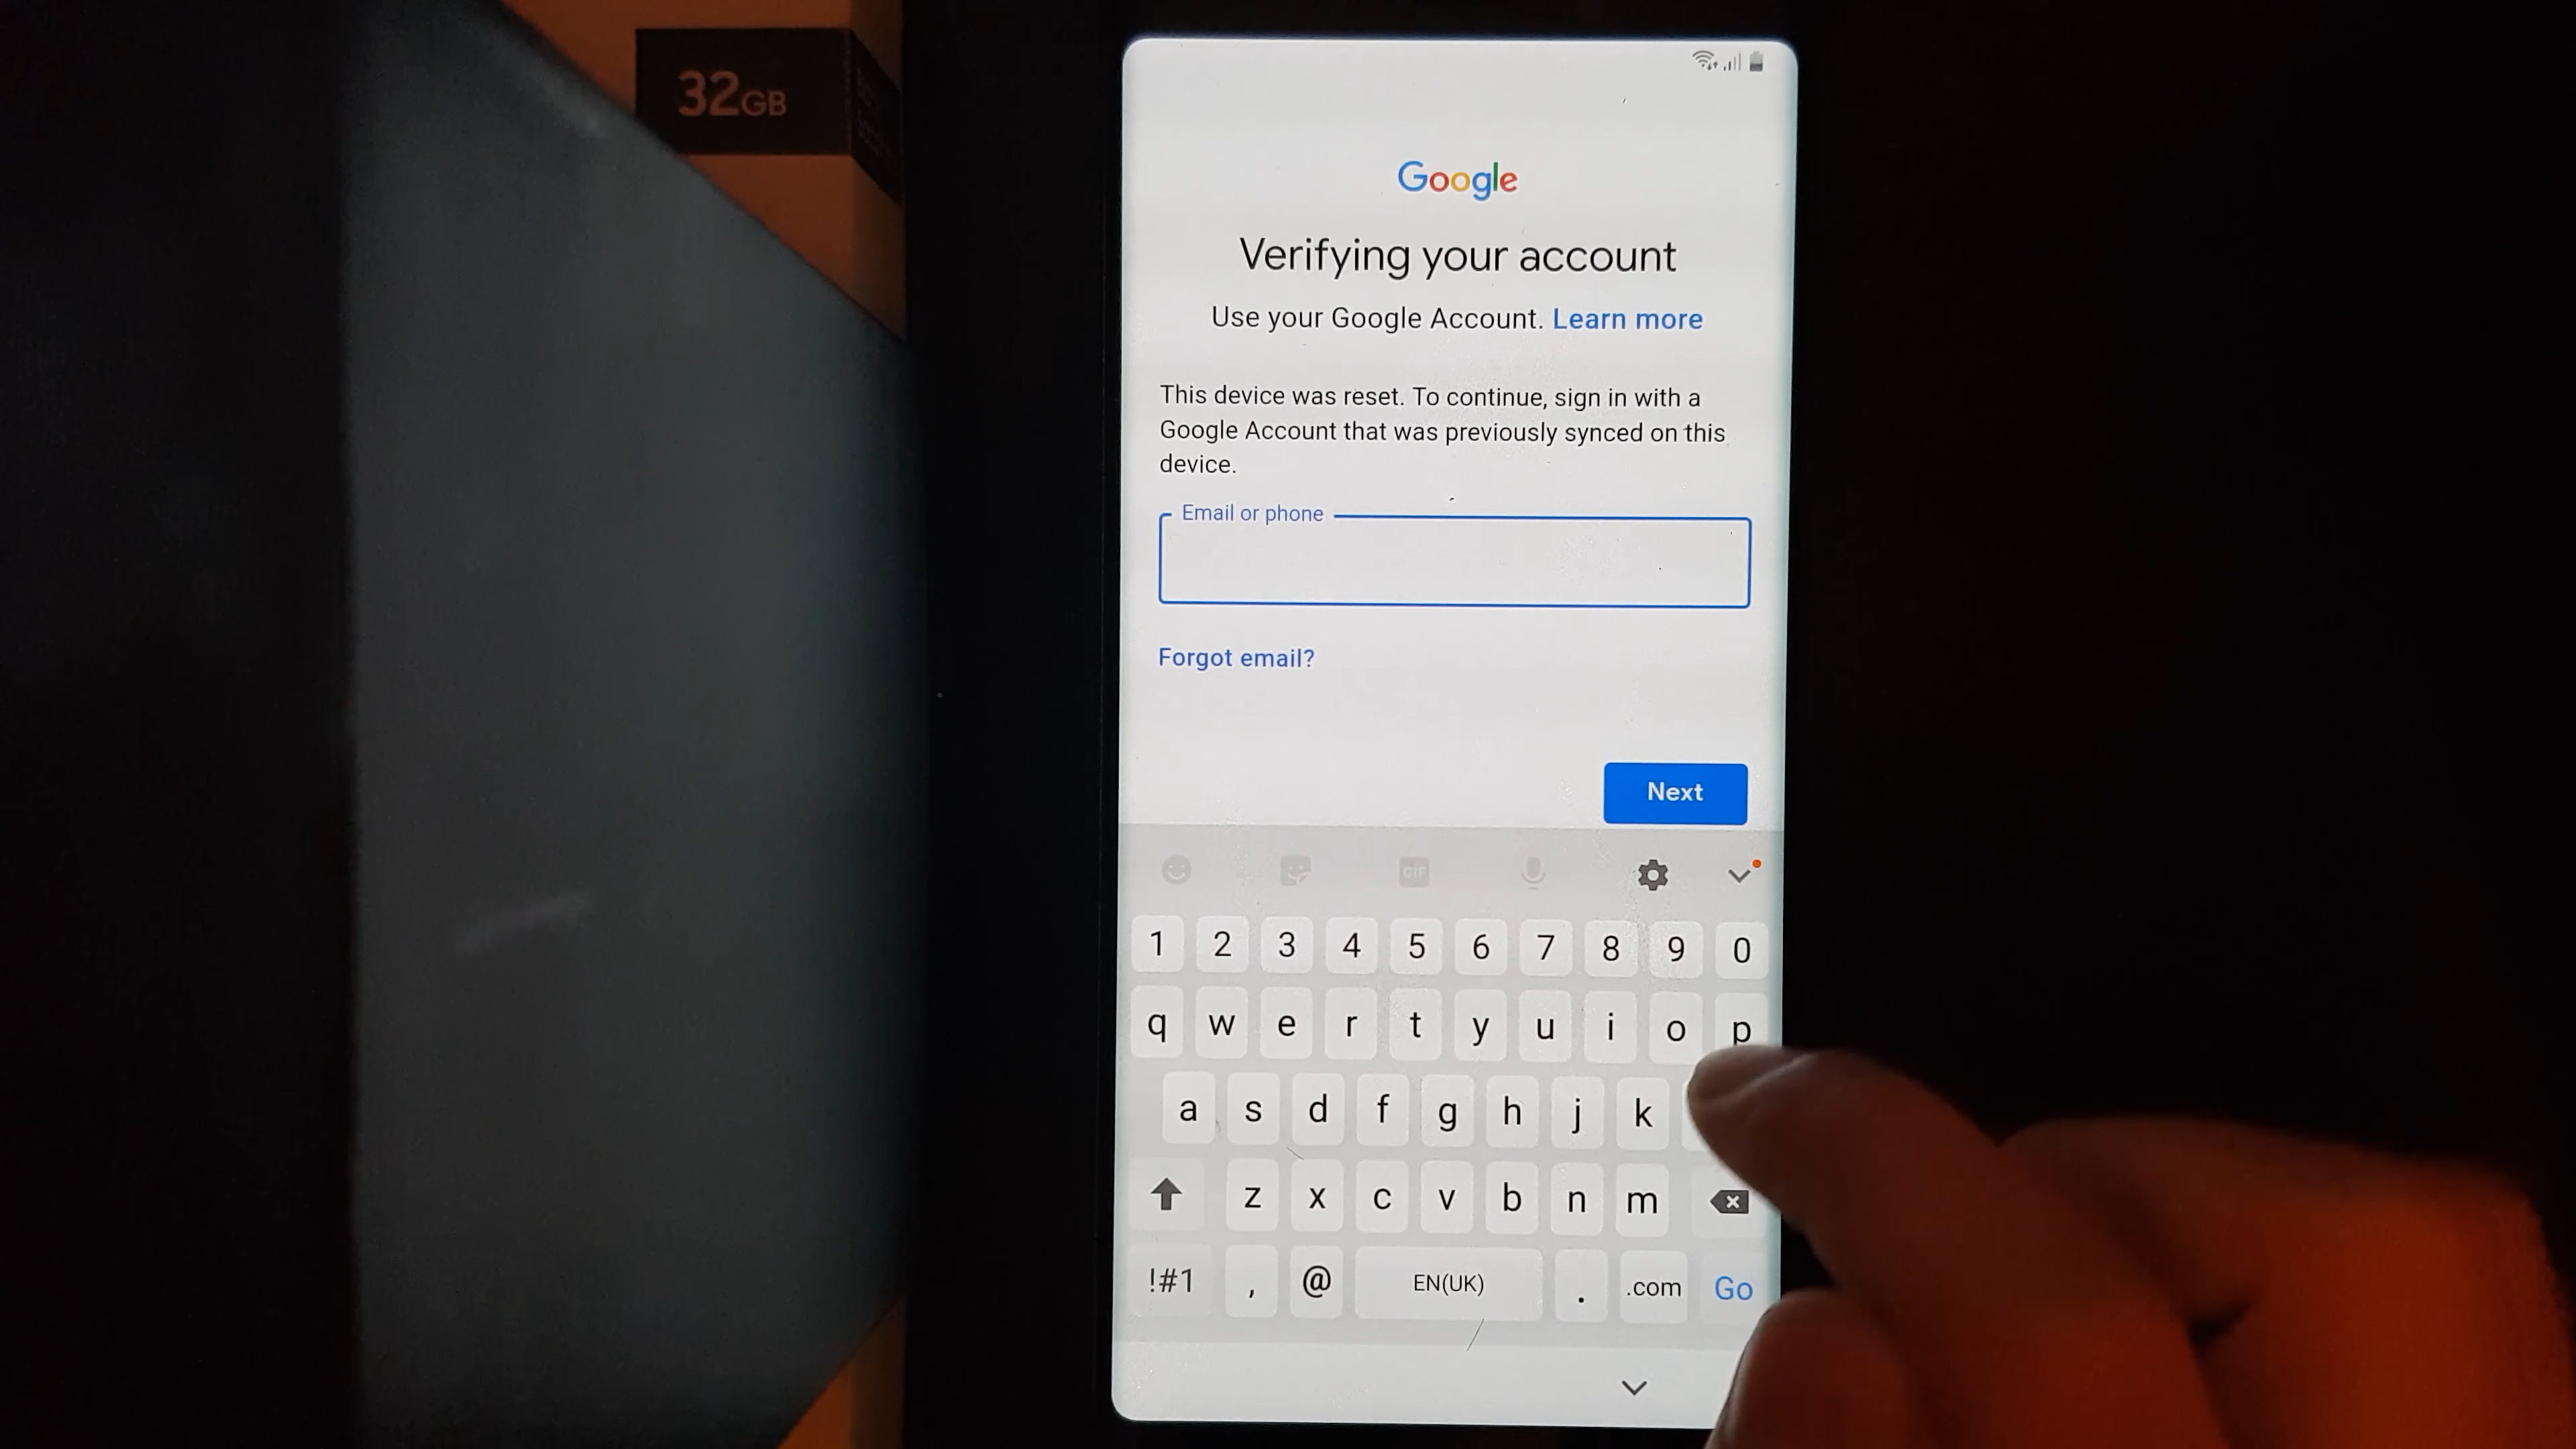 32GB
Google
Verifying your account
Use your Google Account. Learn more
This device was reset. To continue, sign in with a
Google Account that was previously synced on this
device.
Email or phone
Forgot email?
Next
GIF
1 2 3 4 5 6 7 8 9 0
q w e r t y u i o p
a s d f g h j k
z x c v b n m
!#1 , @ EN(UK) . .com Go